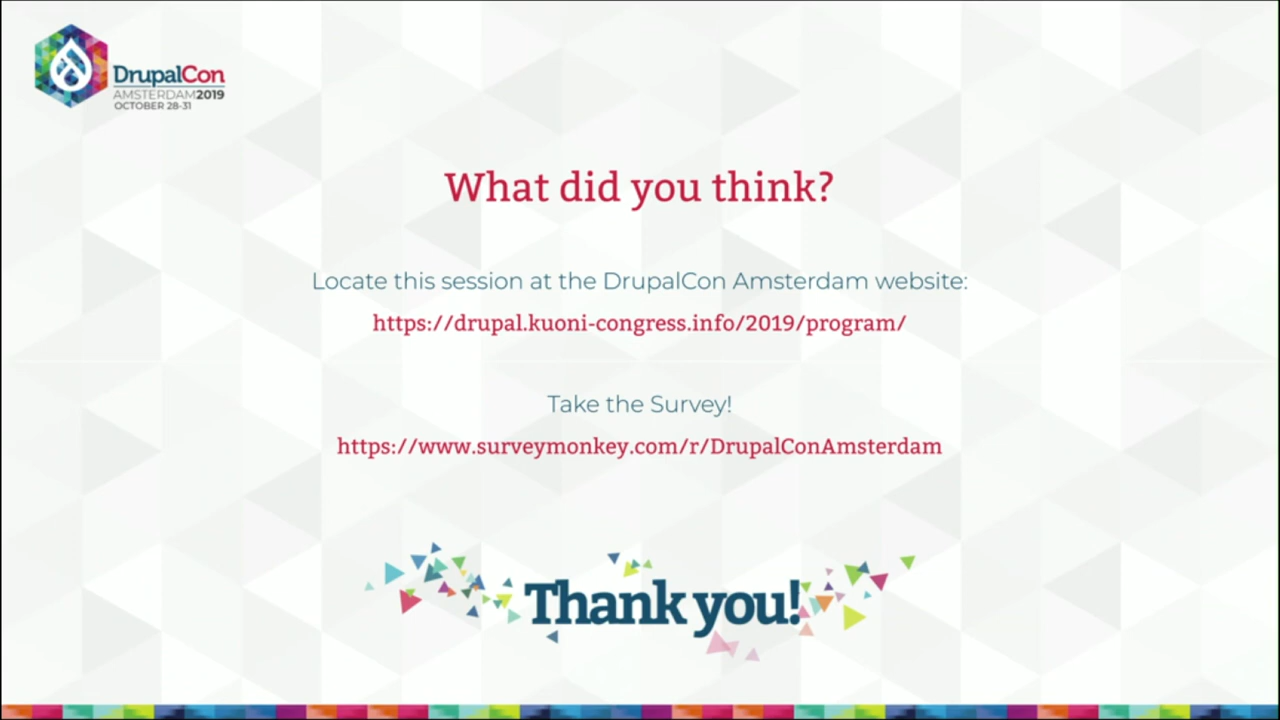 DrupalCon
AMSTERDAM2019
OCTOBER 28-31
What did you think?
Locate this session at the DrupalCon Amsterdam website:
https://drupal.kuoni-congress.info/2019/program/
Take the Survey!
https://www.surveymonkey.com/r/DrupalConAmsterdam
Thank you!